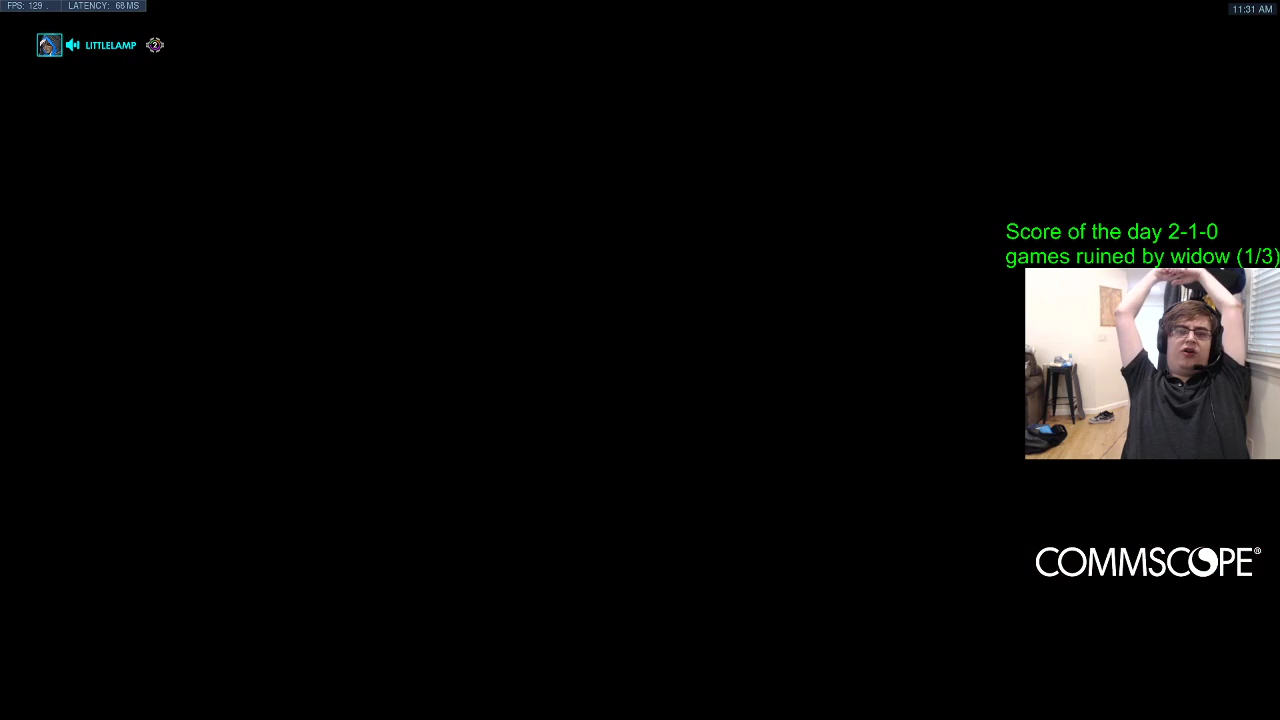 FPS: 129 . LATENCY: 68 MS
11:31 AM
LITTLELAMP 2
Score of the day 2-1-0
games ruined by widow (1/3)
COMMSCOPE®